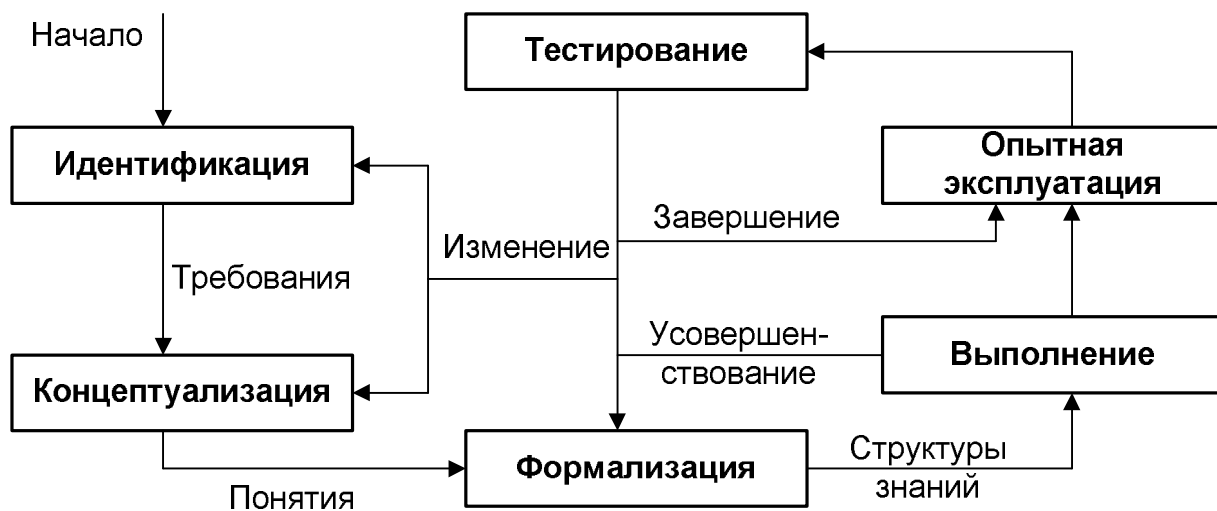 Начало
Тестирование
Идентификация
Опытная
эксплуатация
Завершение
Изменение
Требования
Усовершен-
ствование
Выполнение
Концептуализация
Формализация
Структуры
знаний
Понятия